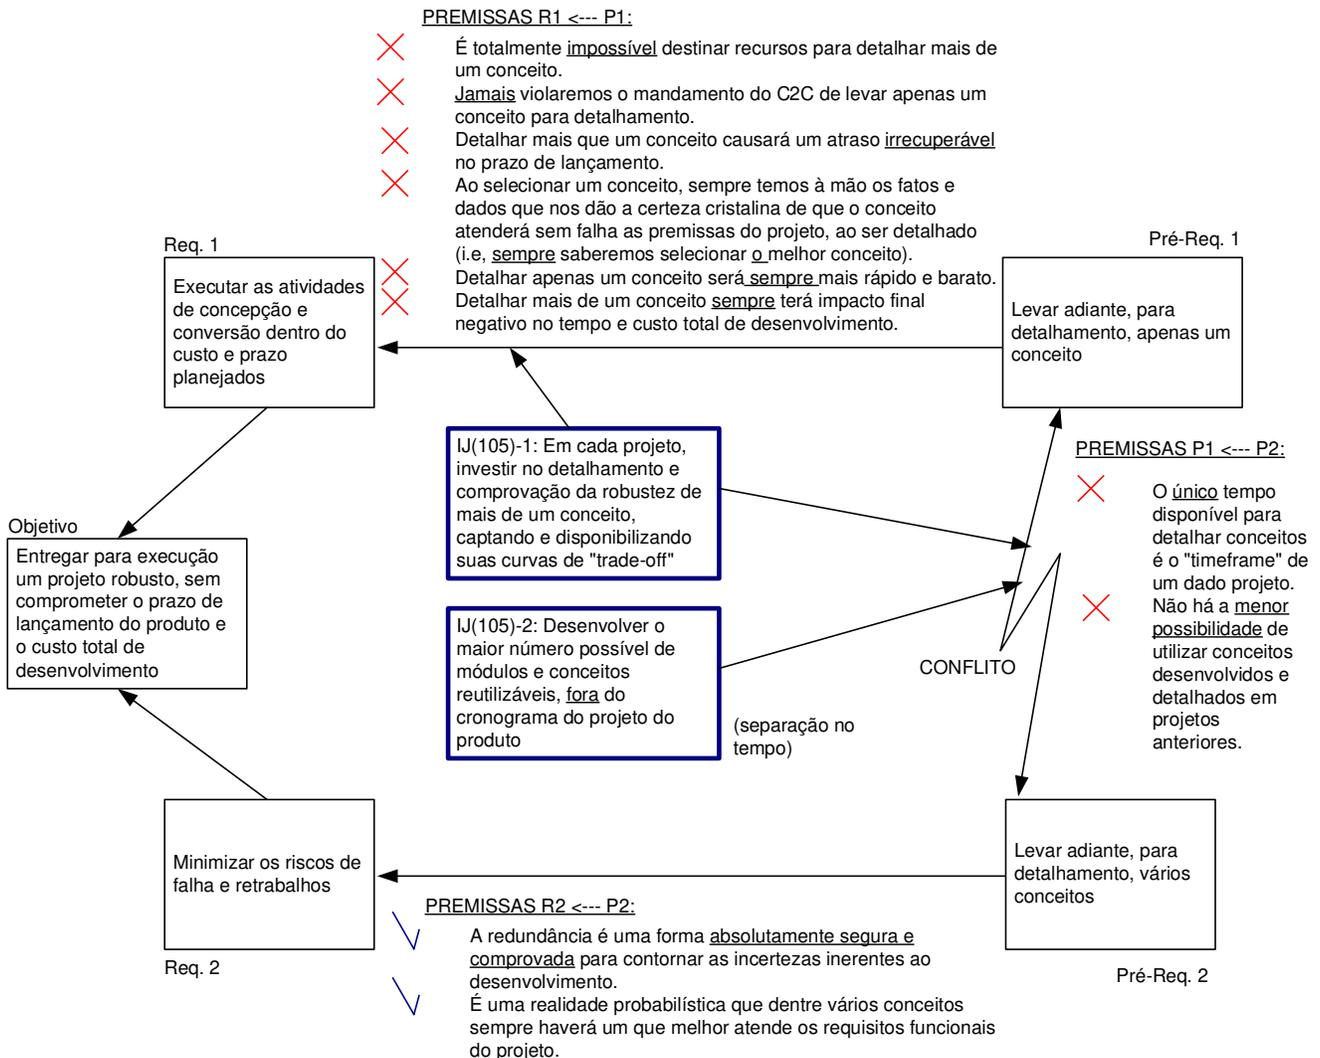 PREMISSAS R1 <--- P1:
É totalmente impossível destinar recursos para detalhar mais de
um conceito.
Jamais violaremos o mandamento do C2C de levar apenas um
conceito para detalhamento.
Detalhar mais que um conceito causará um atraso irrecuperável
no prazo de lançamento.
Ao selecionar um conceito, sempre temos à mão os fatos e
dados que nos dão a certeza cristalina de que o conceito
atenderá sem falha as premissas do projeto, ao ser detalhado
(i.e, sempre saberemos selecionar o melhor conceito).
Detalhar apenas um conceito será sempre mais rápido e barato.
Detalhar mais de um conceito sempre terá impacto final
negativo no tempo e custo total de desenvolvimento.
Req. 1
Executar as atividades
de concepção e
conversão dentro do
custo e prazo
planejados
Pré-Req. 1
Levar adiante, para
detalhamento, apenas um
conceito
IJ(105)-1: Em cada projeto,
investir no detalhamento e
comprovação da robustez de
mais de um conceito,
captando e disponibilizando
suas curvas de "trade-off"
PREMISSAS P1 <--- P2:
O único tempo
disponível para
detalhar conceitos
é o "timeframe" de
um dado projeto.
Não há a menor
possibilidade de
utilizar conceitos
desenvolvidos e
detalhados em
projetos
anteriores.
Objetivo
Entregar para execução
um projeto robusto, sem
comprometer o prazo de
lançamento do produto e
o custo total de
desenvolvimento
IJ(105)-2: Desenvolver o
maior número possível de
módulos e conceitos
reutilizáveis, fora do
cronograma do projeto do
produto
(separação no
tempo)
CONFLITO
Minimizar os riscos de
falha e retrabalhos
Req. 2
Levar adiante, para
detalhamento, vários
conceitos
Pré-Req. 2
PREMISSAS R2 <--- P2:
A redundância é uma forma absolutamente segura e
comprovada para contornar as incertezas inerentes ao
desenvolvimento.
É uma realidade probabilística que dentre vários conceitos
sempre haverá um que melhor atende os requisitos funcionais
do projeto.